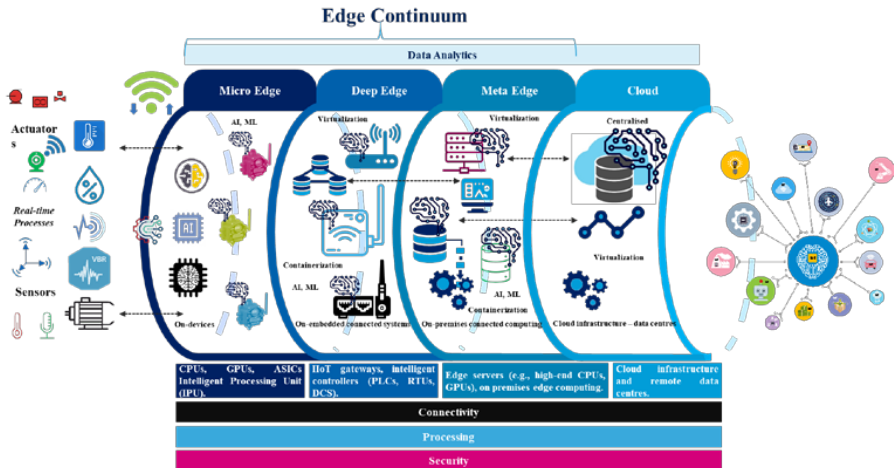 Edge Continuum
Data Analytics
Micro Edge
Deep Edge
Meta Edge
Cloud
Actuator
s
Real-time
Processes
Sensors
VIBR
AI, ML
AI
On-devices
Virtualization
Containerization
AI, ML
On-embedded connected systems
Virtualization
AI, ML
Containerization
On-premises connected computing
Centralised
Virtualization
Cloud infrastructure – data centres
CPUs, GPUs, ASICs
Intelligent Processing Unit
(IPU).
IIoT gateways, intelligent
controllers (PLCs, RTUs,
DCS).
Edge servers (e.g., high-end CPUs,
GPUs), on premises edge computing.
Cloud infrastructure
and remote data
centres.
Connectivity
Processing
Security